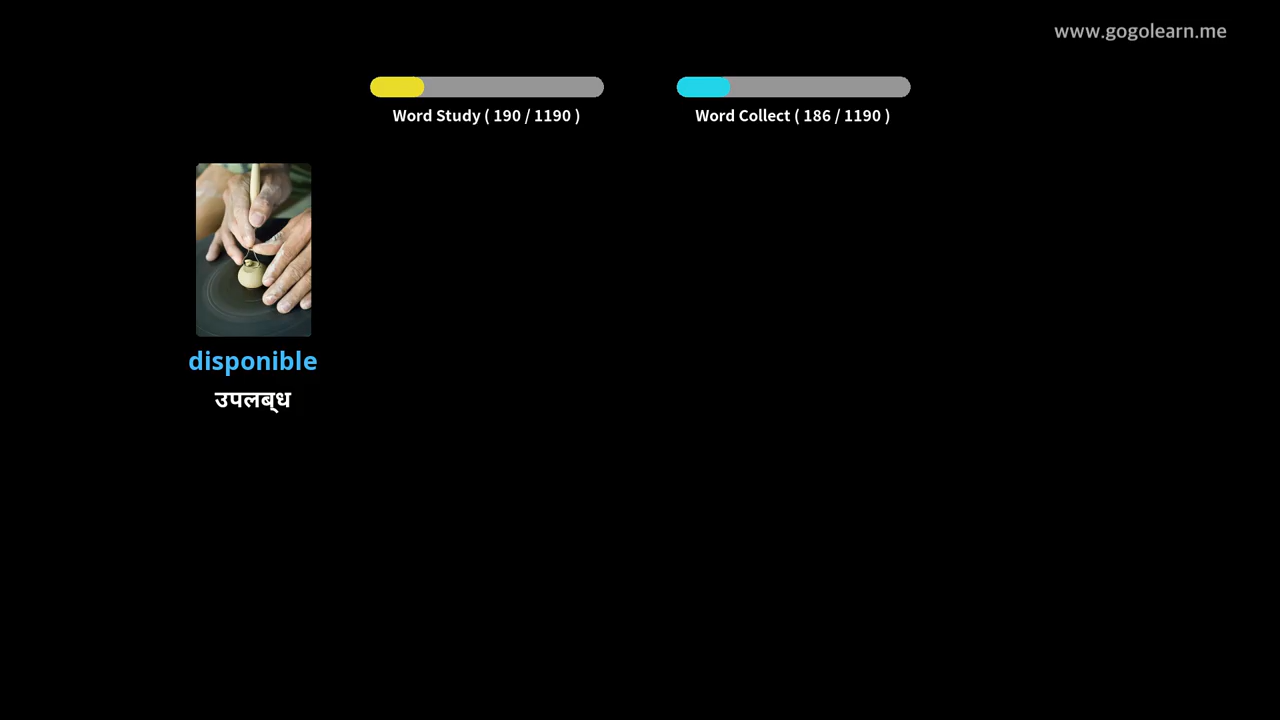 www.gogolearn.me
Word Study ( 190 / 1190 )
Word Collect ( 186 / 1190 )
disponible
उपलब्ध